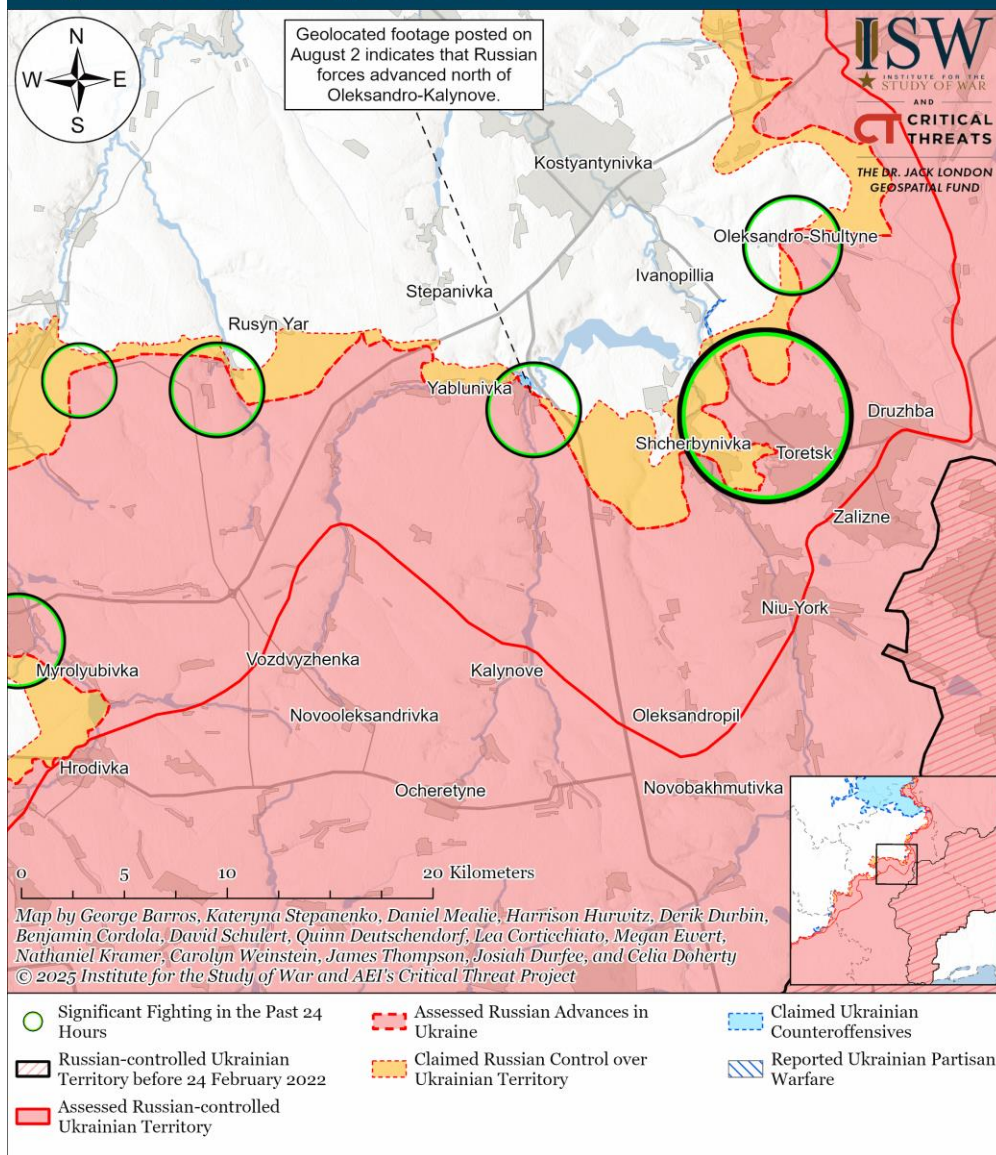 N
W E
S
Geolocated footage posted on
August 2 indicates that Russian
forces advanced north of
Oleksandro-Kalynove.
ISW
INSTITUTE FOR THE
STUDY OF WAR
AND
CT CRITICAL
THREATS
THE DR. JACK LONDON
GEOSPATIAL FUND
Kostyantynivka
Oleksandro-Shultyne
Ivanopillia
Stepanivka
Rusyn Yar
Yablunivka
Druzhba
Shcherbynivka
Toretsk
Zalizne
Niu-York
Myrolyubivka
Vozdvyzhenka
Kalynove
Novooleksandrivka
Oleksandropil
Hrodivka
Ocheretyne
Novobakhmutivka
0 5 10 20 Kilometers
Map by George Barros, Kateryna Stepanenko, Daniel Mealie, Harrison Hurwitz, Derik Durbin,
Benjamin Cordola, David Schulert, Quinn Deutschendorf, Lea Corticchiato, Megan Ewert,
Nathaniel Kramer, Carolyn Weinstein, James Thompson, Josiah Durfee, and Celia Doherty
© 2025 Institute for the Study of War and AEI's Critical Threat Project
Significant Fighting in the Past 24
Hours
Russian-controlled Ukrainian
Territory before 24 February 2022
Assessed Russian-controlled
Ukrainian Territory
Assessed Russian Advances in
Ukraine
Claimed Russian Control over
Ukrainian Territory
Claimed Ukrainian
Counteroffensives
Reported Ukrainian Partisan
Warfare